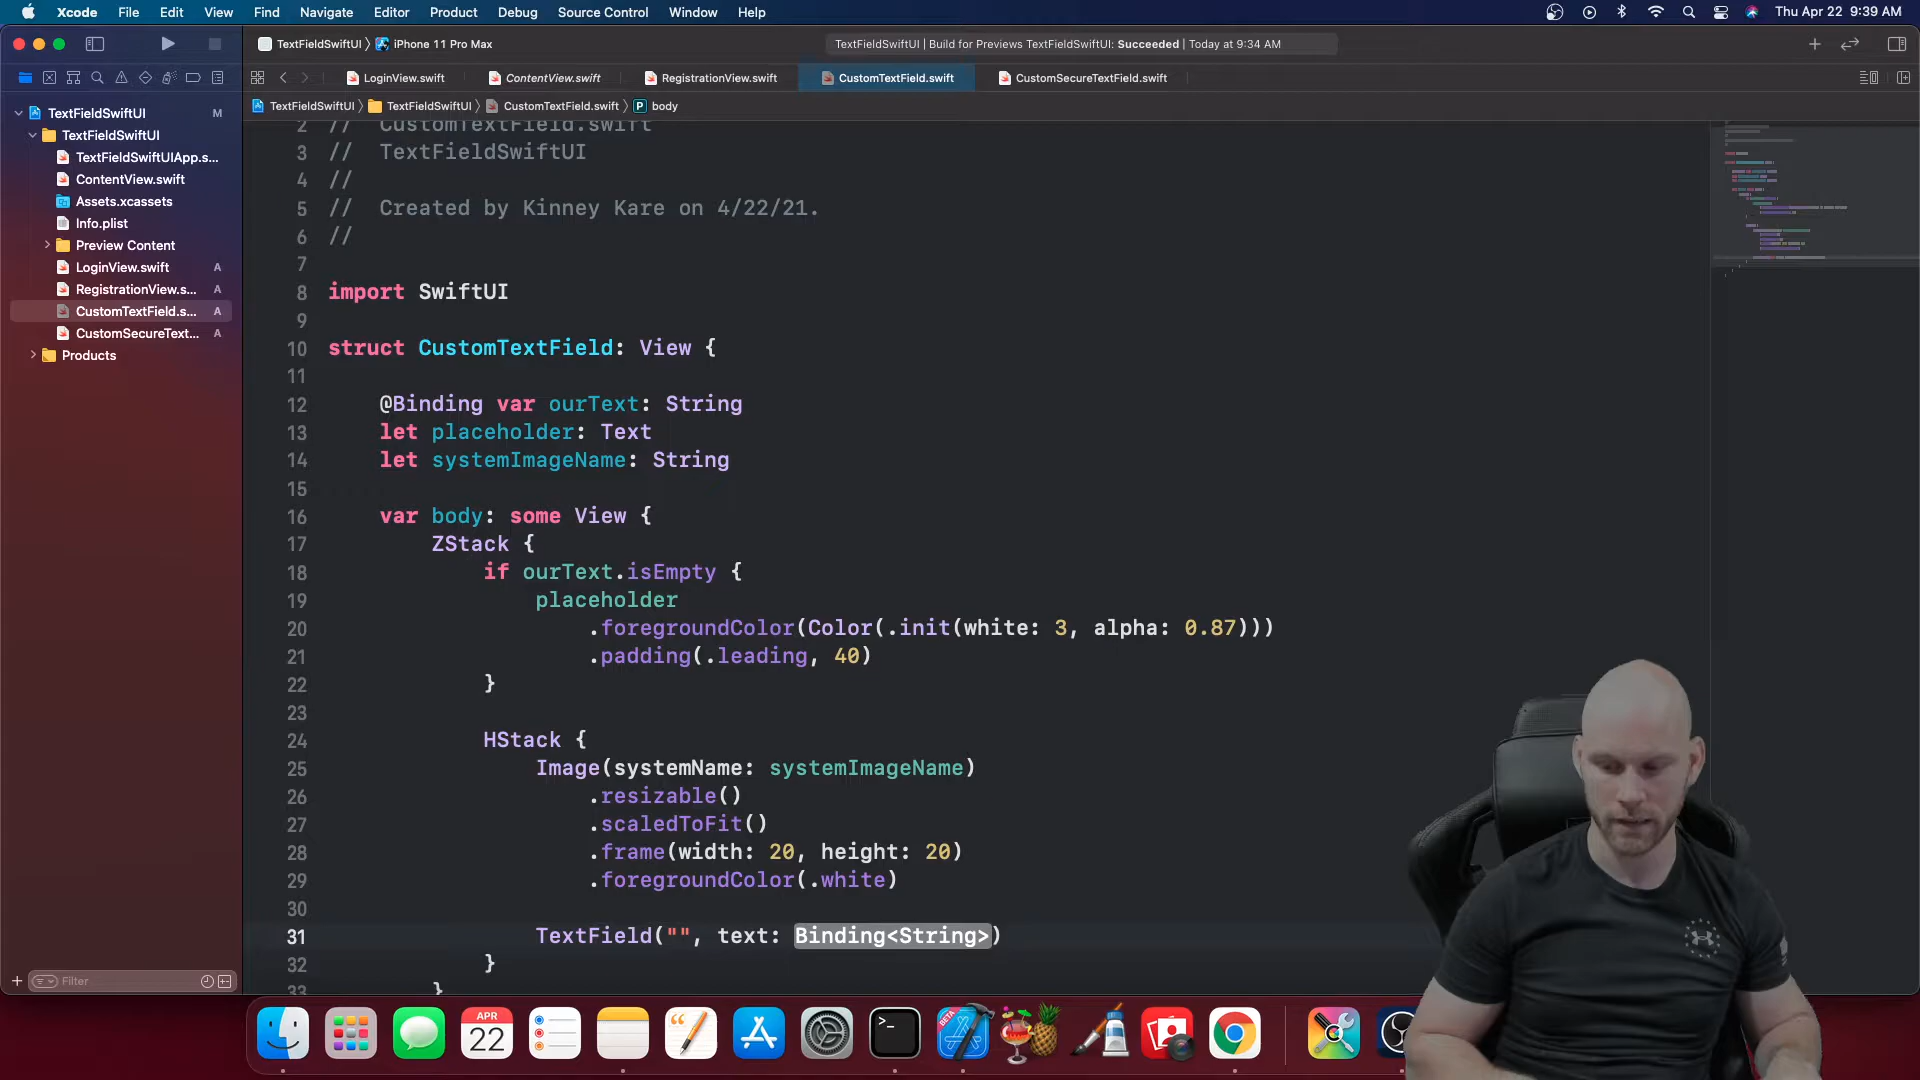 Xcode File Edit View Find Navigate Editor Product Debug Source Control Window Help Thu Apr 22 9:39 AM
TextFieldSwiftUI iPhone 11 Pro Max TextFieldSwiftUI | Build for Previews TextFieldSwiftUI: Succeeded | Today at 9:34 AM
LoginView.swift ContentView.swift RegistrationView.swift CustomTextField.swift CustomSecureTextField.swift
TextFieldSwiftUI TextFieldSwiftUI CustomTextField.swift P body
TextFieldSwiftUI M
TextFieldSwiftUI
TextFieldSwiftUIApp.s...
ContentView.swift
Assets.xcassets
Info.plist
Preview Content
LoginView.swift A
RegistrationView.s... A
CustomTextField.s... A
CustomSecureText... A
Products
Filter
2 // CustomTextField.swift
3 // TextFieldSwiftUI
4 //
5 // Created by Kinney Kare on 4/22/21.
6 //
7
8 import SwiftUI
9
10 struct CustomTextField: View {
11
12 @Binding var ourText: String
13 let placeholder: Text
14 let systemImageName: String
15
16 var body: some View {
17 ZStack {
18 if ourText.isEmpty {
19 placeholder
20 .foregroundColor(Color(.init(white: 3, alpha: 0.87)))
21 .padding(.leading, 40)
22 }
23
24 HStack {
25 Image(systemName: systemImageName)
26 .resizable()
27 .scaledToFit()
28 .frame(width: 20, height: 20)
29 .foregroundColor(.white)
30
31 TextField("", text: Binding<String>)
32 }
33 }
APR
22
BETA